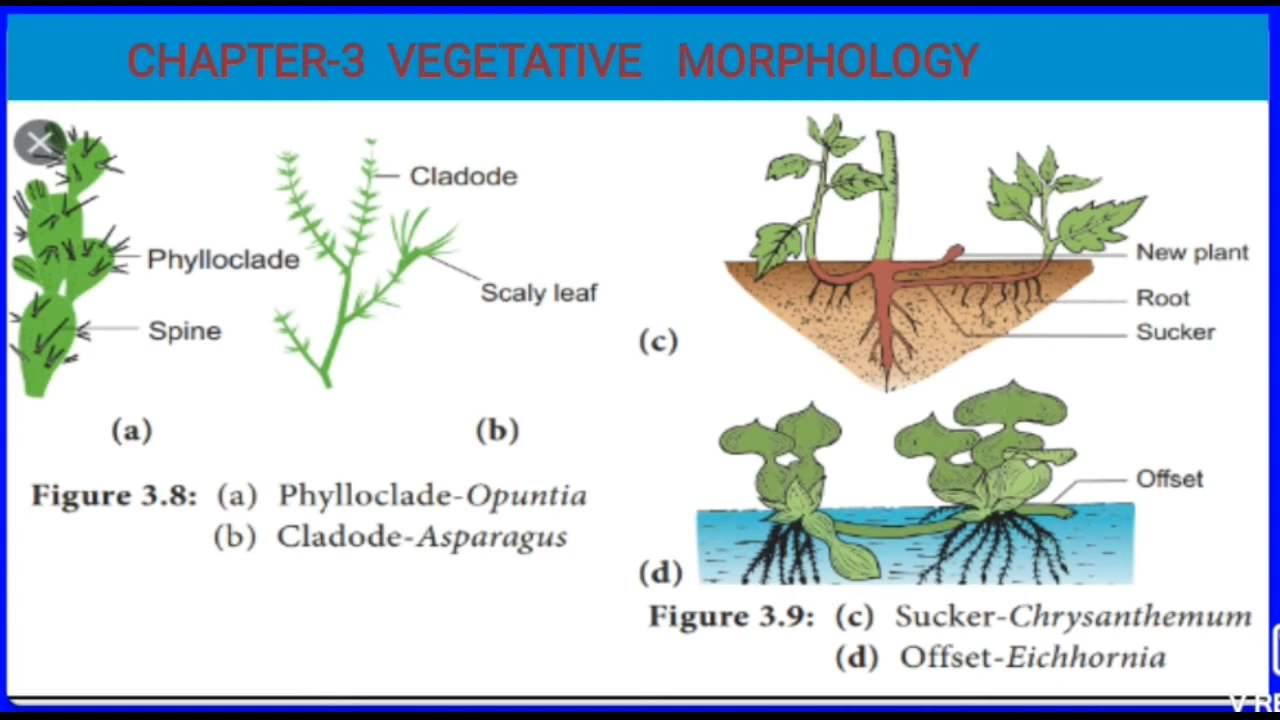 CHAPTER-3 VEGETATIVE MORPHOLOGY
Cladode
Phylloclade
Scaly leaf
Spine
(a)
(b)
Figure 3.8: (a) Phylloclade-Opuntia
(b) Cladode-Asparagus
New plant
Root
Sucker
(c)
Offset
(d)
Figure 3.9: (c) Sucker-Chrysanthemum
(d) Offset-Eichhornia